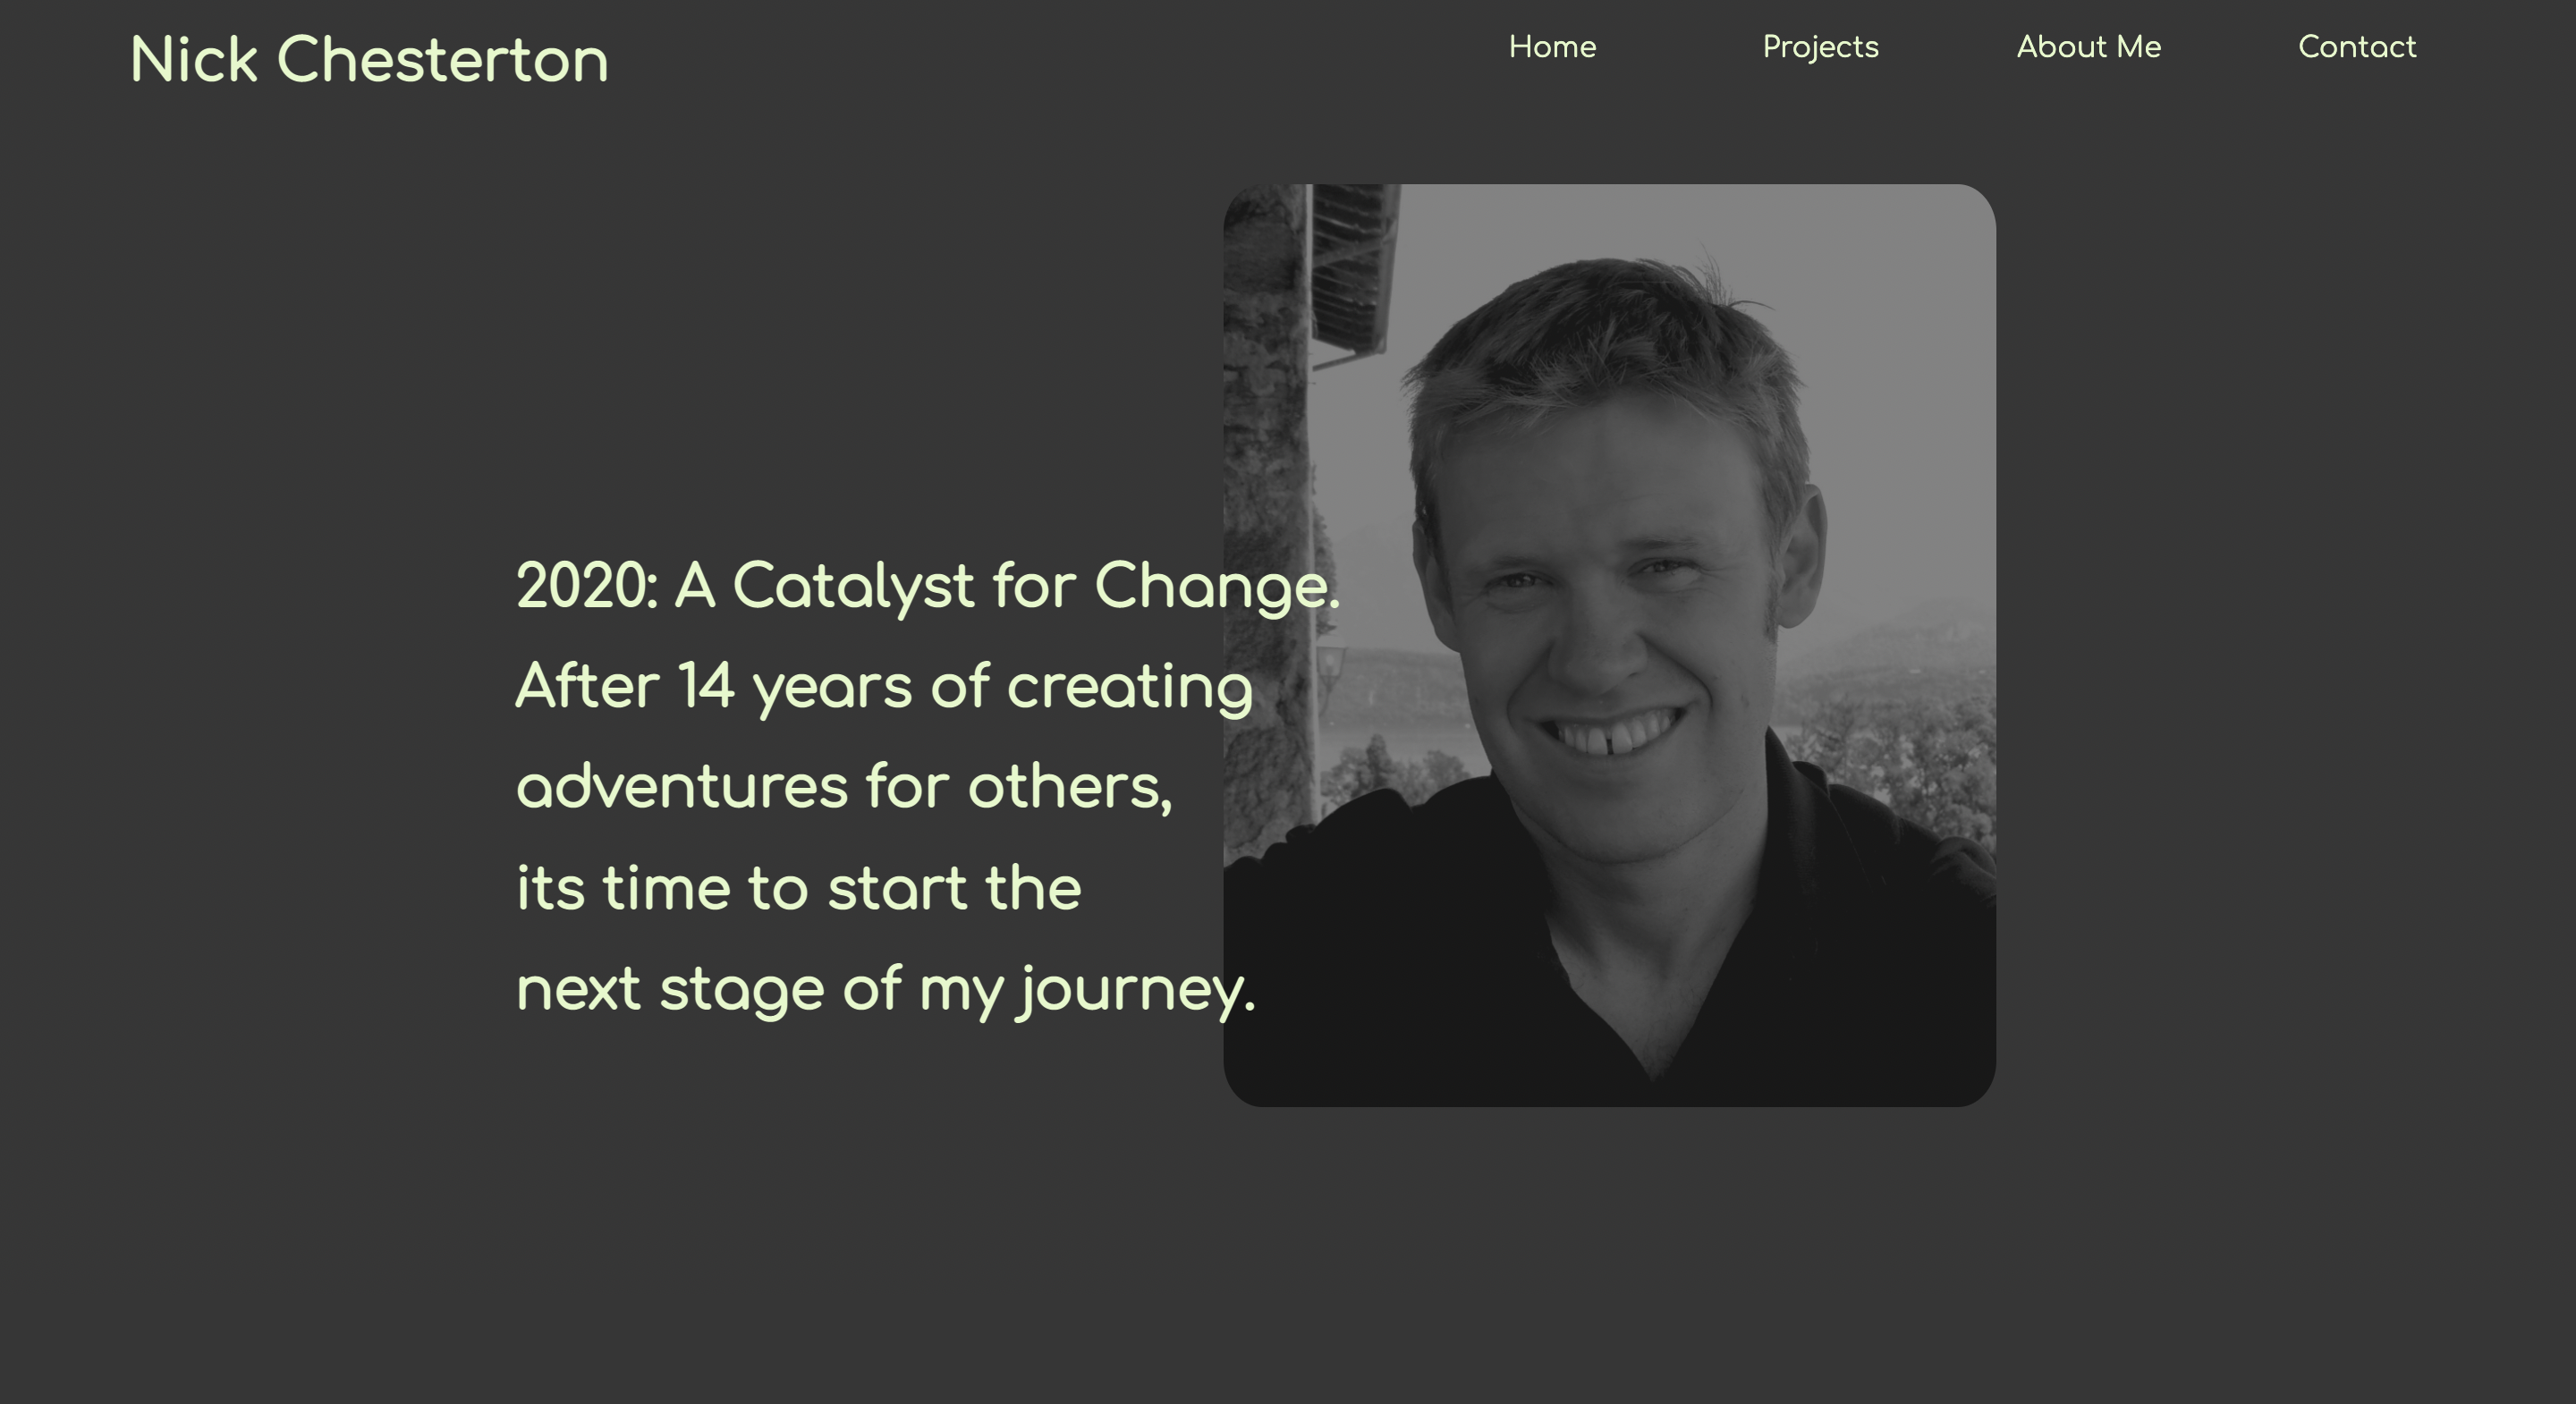 Nick Chesterton
Home Projects About Me Contact
2020: A Catalyst for Change.
After 14 years of creating
adventures for others,
its time to start the
next stage of my journey.